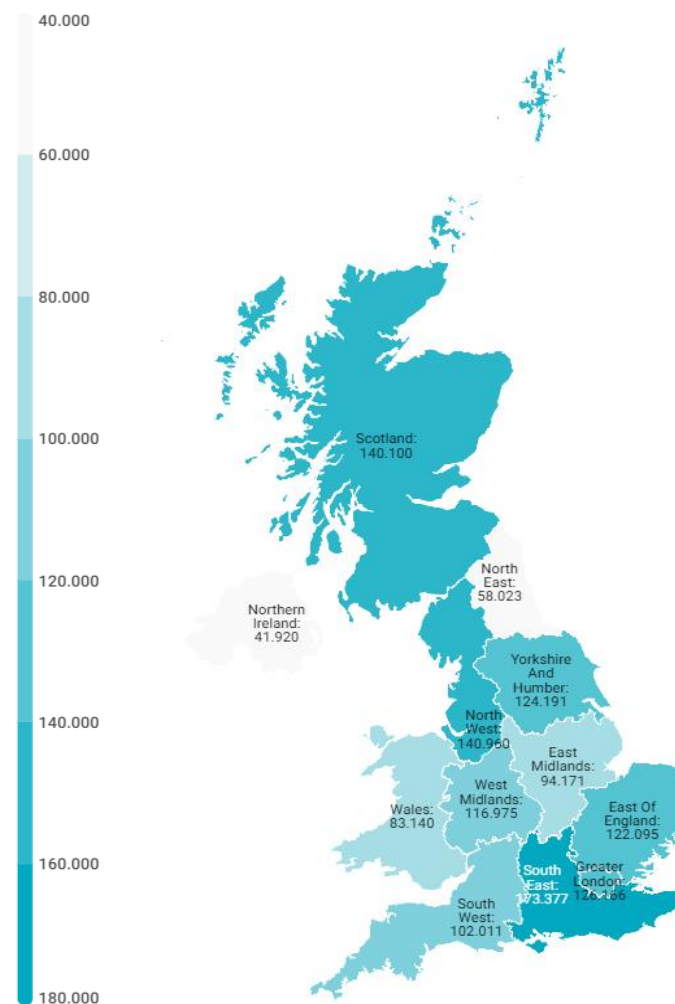 40.000
60.000
80.000
100.000
120.000
140.000
160.000
180.000
Scotland:
140.100
North
East:
58.023
Northern
Ireland:
41.920
Yorkshire
And
Humber:
124.191
North
West:
140.960
East
Midlands:
94.171
West
Midlands:
116.975
Wales:
83.140
East Of
England:
122.095
South
East:
173.377
Greater
London:
126.166
South
West:
102.011